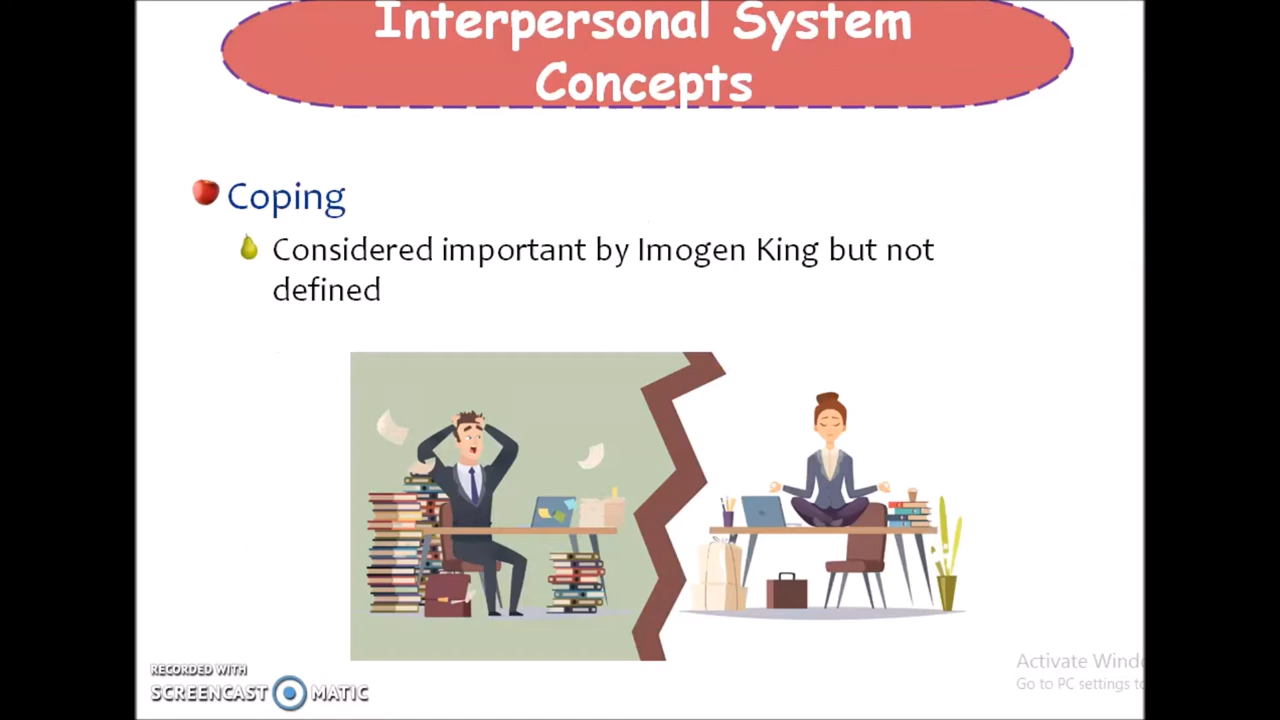 Interpersonal System
Concepts
Coping
Considered important by Imogen King but not
defined
RECORDED WITH
SCREENCAST MATIC
Activate Wind
Go to PC settings t